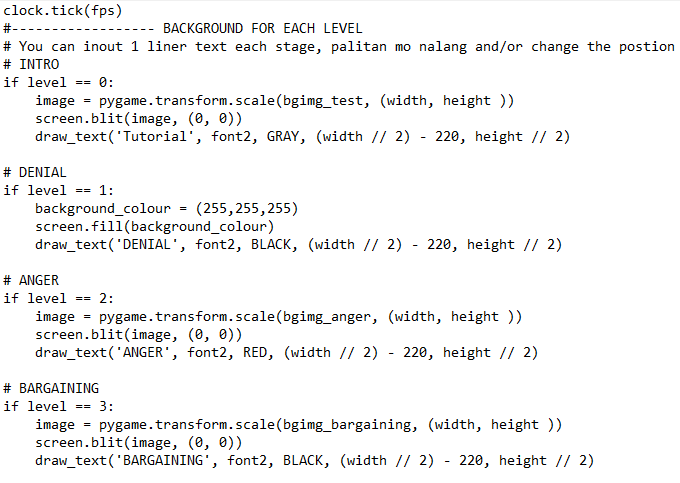 clock.tick(fps)
#------------------ BACKGROUND FOR EACH LEVEL
# You can inout 1 liner text each stage, palitan mo nalang and/or change the postion
# INTRO
if level == 0:
    image = pygame.transform.scale(bgimg_test, (width, height ))
    screen.blit(image, (0, 0))
    draw_text('Tutorial', font2, GRAY, (width // 2) - 220, height // 2)

# DENIAL
if level == 1:
    background_colour = (255,255,255)
    screen.fill(background_colour)
    draw_text('DENIAL', font2, BLACK, (width // 2) - 220, height // 2)

# ANGER
if level == 2:
    image = pygame.transform.scale(bgimg_anger, (width, height ))
    screen.blit(image, (0, 0))
    draw_text('ANGER', font2, RED, (width // 2) - 220, height // 2)

# BARGAINING
if level == 3:
    image = pygame.transform.scale(bgimg_bargaining, (width, height ))
    screen.blit(image, (0, 0))
    draw_text('BARGAINING', font2, BLACK, (width // 2) - 220, height // 2)